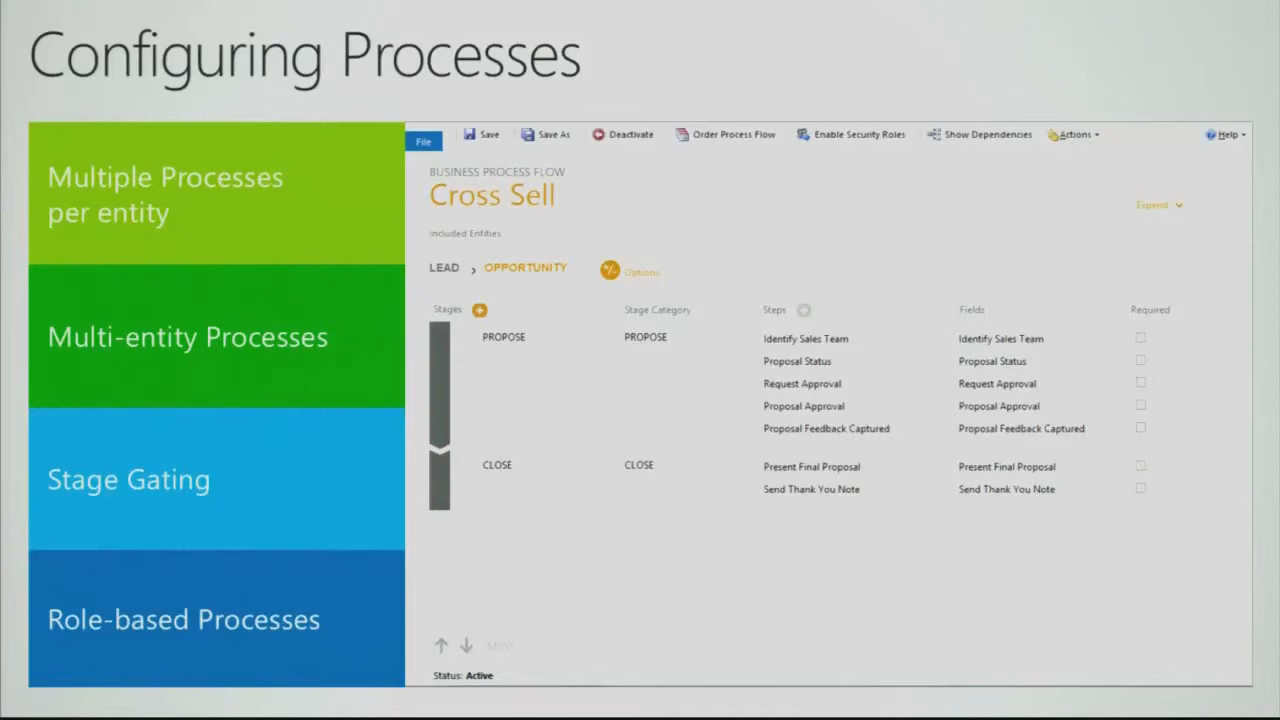 Configuring Processes
Multiple Processes
per entity
Multi-entity Processes
Stage Gating
Role-based Processes
File
Save
Save As
Deactivate
Order Process Flow
Enable Security Roles
Show Dependencies
Actions
Help
BUSINESS PROCESS FLOW
Cross Sell
Expand
Included Entities
LEAD › OPPORTUNITY
Options
Stages
Stage Category
Steps
Fields
Required
PROPOSE
PROPOSE
Identify Sales Team
Identify Sales Team
Proposal Status
Proposal Status
Request Approval
Request Approval
Proposal Approval
Proposal Approval
Proposal Feedback Captured
Proposal Feedback Captured
CLOSE
CLOSE
Present Final Proposal
Present Final Proposal
Send Thank You Note
Send Thank You Note
Status: Active